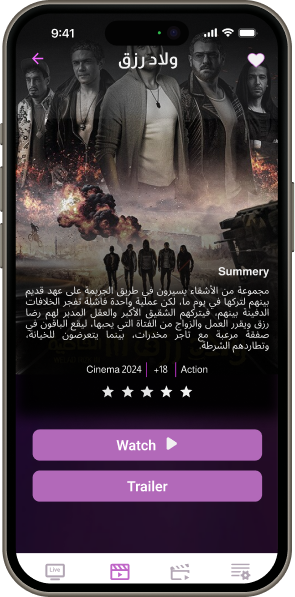 9:41
ولاد رزق
Summery
مجموعة من الأشقاء يسيرون في طريق الجريمة على عهد قديم
بينهم لتركها في يوم ما، لكن عملية واحدة فاشلة تفجر الخلافات
الدفينة بينهم، فيتركهم الشقيق الأكبر والعقل المدبر لهم رضا
رزق ويقرر العمل والزواج من الفتاة التي يحبها، ليقع الباقون في
صفقة مرعبة مع تاجر مخدرات، بينما يتعرضون للخيانة،
وتطاردهم الشرطة.
Cinema 2024 | +18 | Action
Watch
Trailer
Live